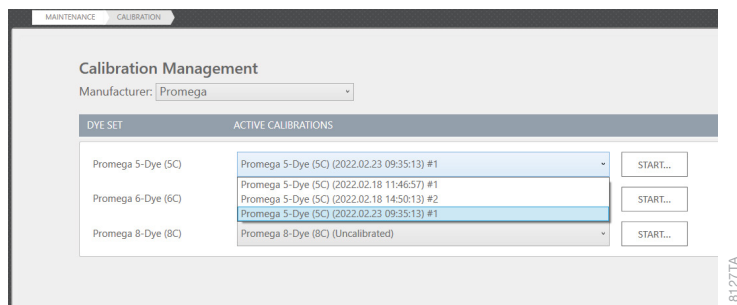 MAINTENANCE CALIBRATION
Calibration Management
Manufacturer: Promega
DYE SET ACTIVE CALIBRATIONS
Promega 5-Dye (5C) Promega 5-Dye (5C) (2022.02.23 09:35:13) #1 START...
Promega 5-Dye (5C) (2022.02.18 11:46:57) #1
Promega 6-Dye (6C) Promega 5-Dye (5C) (2022.02.18 14:50:13) #2 START...
Promega 5-Dye (5C) (2022.02.23 09:35:13) #1
Promega 8-Dye (8C) Promega 8-Dye (8C) (Uncalibrated) START...
8127TA